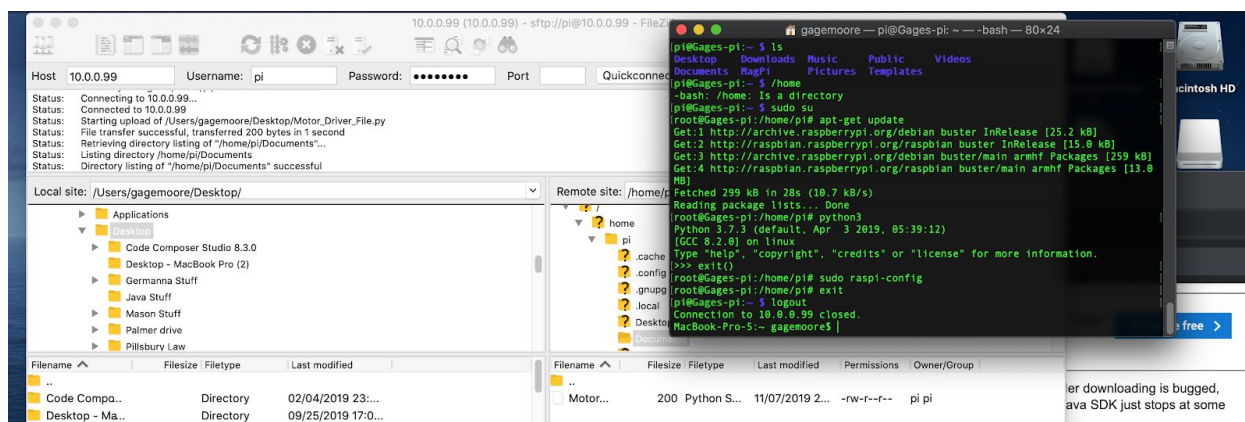 10.0.0.99 (10.0.0.99) - sftp://pi@10.0.0.99 - FileZi
Host 10.0.0.99 Username: pi Password: ●●●●●●●● Port Quickconnec
Status: Connecting to 10.0.0.99...
Status: Connected to 10.0.0.99
Status: Starting upload of /Users/gagemoore/Desktop/Motor_Driver_File.py
Status: File transfer successful, transferred 200 bytes in 1 second
Status: Retrieving directory listing of "/home/pi/Documents"...
Status: Listing directory /home/pi/Documents
Status: Directory listing of "/home/pi/Documents" successful
Local site: /Users/gagemoore/Desktop/
Applications
Desktop
Code Composer Studio 8.3.0
Desktop - MacBook Pro (2)
Germanna Stuff
Java Stuff
Mason Stuff
Palmer drive
Pillsbury Law
Filename Filesize Filetype Last modified
..
Code Compo... Directory 02/04/2019 23:...
Desktop - Ma... Directory 09/25/2019 17:0...
Remote site: /home/p
/
home
pi
.cache
.config
.gnupg
.local
Desktop
Documents
Filename Filesize Filetype Last modified Permissions Owner/Group
..
Motor... 200 Python S... 11/07/2019 2... -rw-r--r-- pi pi
gagemoore — pi@Gages-pi: ~ — -bash — 80×24
[pi@Gages-pi:~ $ ls
Desktop Downloads Music Public Videos
Documents MagPi Pictures Templates
[pi@Gages-pi:~ $ /home
-bash: /home: Is a directory
[pi@Gages-pi:~ $ sudo su
[root@Gages-pi:/home/pi# apt-get update
Get:1 http://archive.raspberrypi.org/debian buster InRelease [25.2 kB]
Get:2 http://raspbian.raspberrypi.org/raspbian buster InRelease [15.0 kB]
Get:3 http://archive.raspberrypi.org/debian buster/main armhf Packages [259 kB]
Get:4 http://raspbian.raspberrypi.org/raspbian buster/main armhf Packages [13.0
MB]
Fetched 299 kB in 28s (10.7 kB/s)
Reading package lists... Done
[root@Gages-pi:/home/pi# python3
Python 3.7.3 (default, Apr 3 2019, 05:39:12)
[GCC 8.2.0] on linux
Type "help", "copyright", "credits" or "license" for more information.
[>>> exit()
[root@Gages-pi:/home/pi# sudo raspi-config
[root@Gages-pi:/home/pi# exit
[pi@Gages-pi:~ $ logout
Connection to 10.0.0.99 closed.
MacBook-Pro-5:~ gagemoore$
acintosh HD
free >
er downloading is bugged,
ava SDK just stops at some